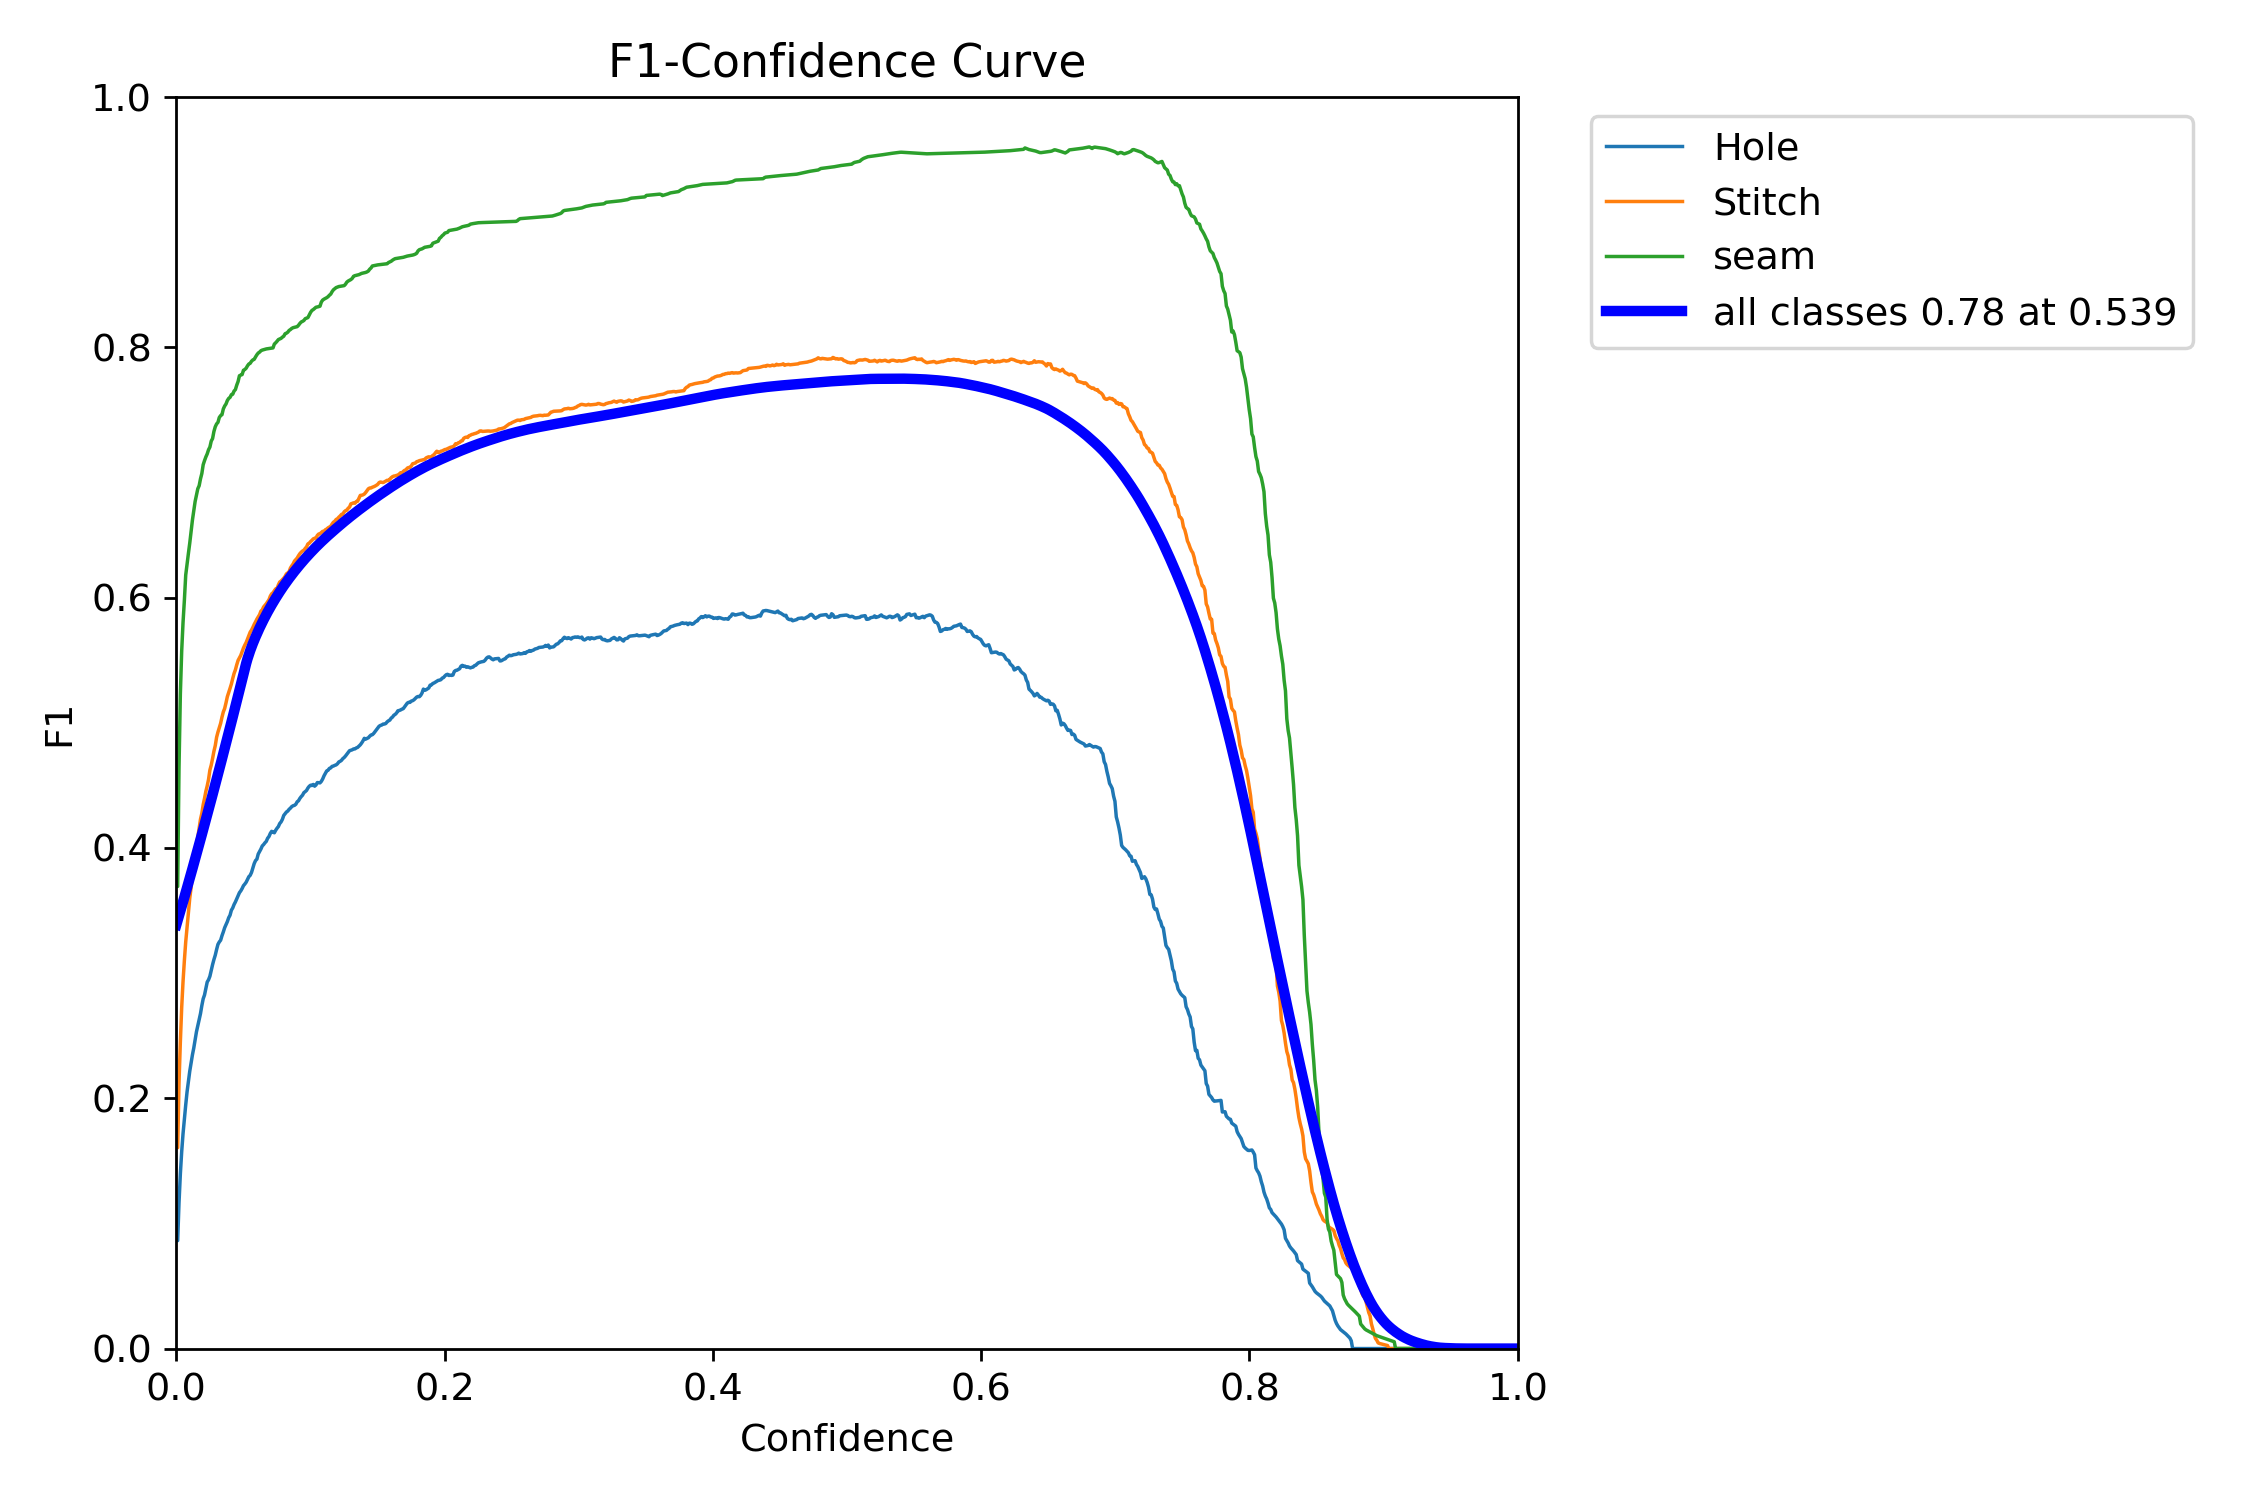 F1-Confidence Curve
1.0
0.8
0.6
0.4
0.2
0.0
F1
0.0 0.2 0.4 0.6 0.8 1.0
Confidence
Hole
Stitch
seam
all classes 0.78 at 0.539